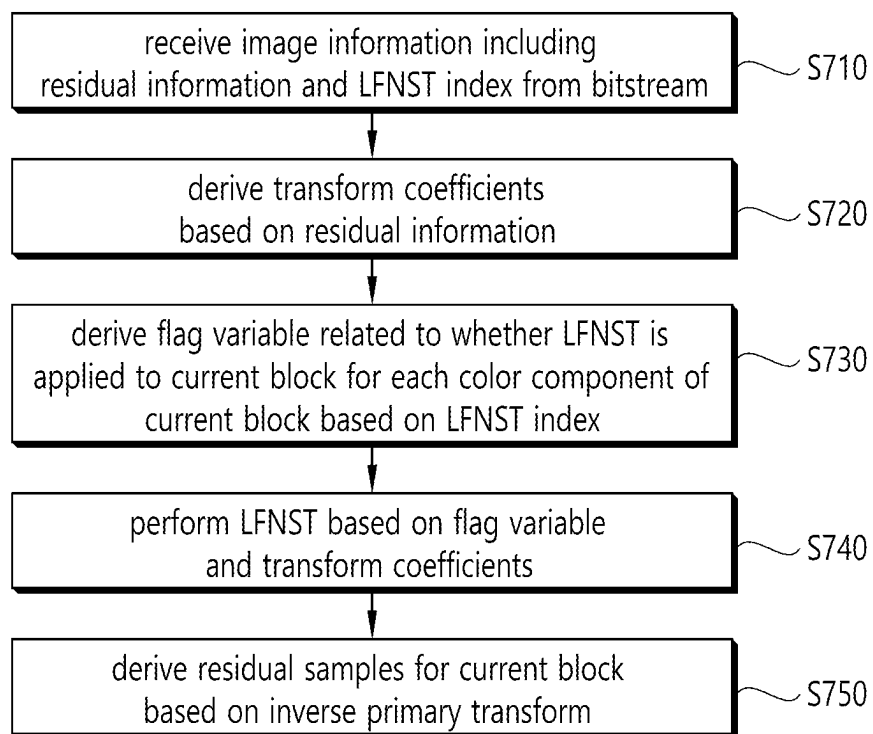 receive image information including
residual information and LFNST index from bitstream
S710
derive transform coefficients
based on residual information
S720
derive flag variable related to whether LFNST is
applied to current block for each color component of
current block based on LFNST index
S730
perform LFNST based on flag variable
and transform coefficients
S740
derive residual samples for current block
based on inverse primary transform
S750